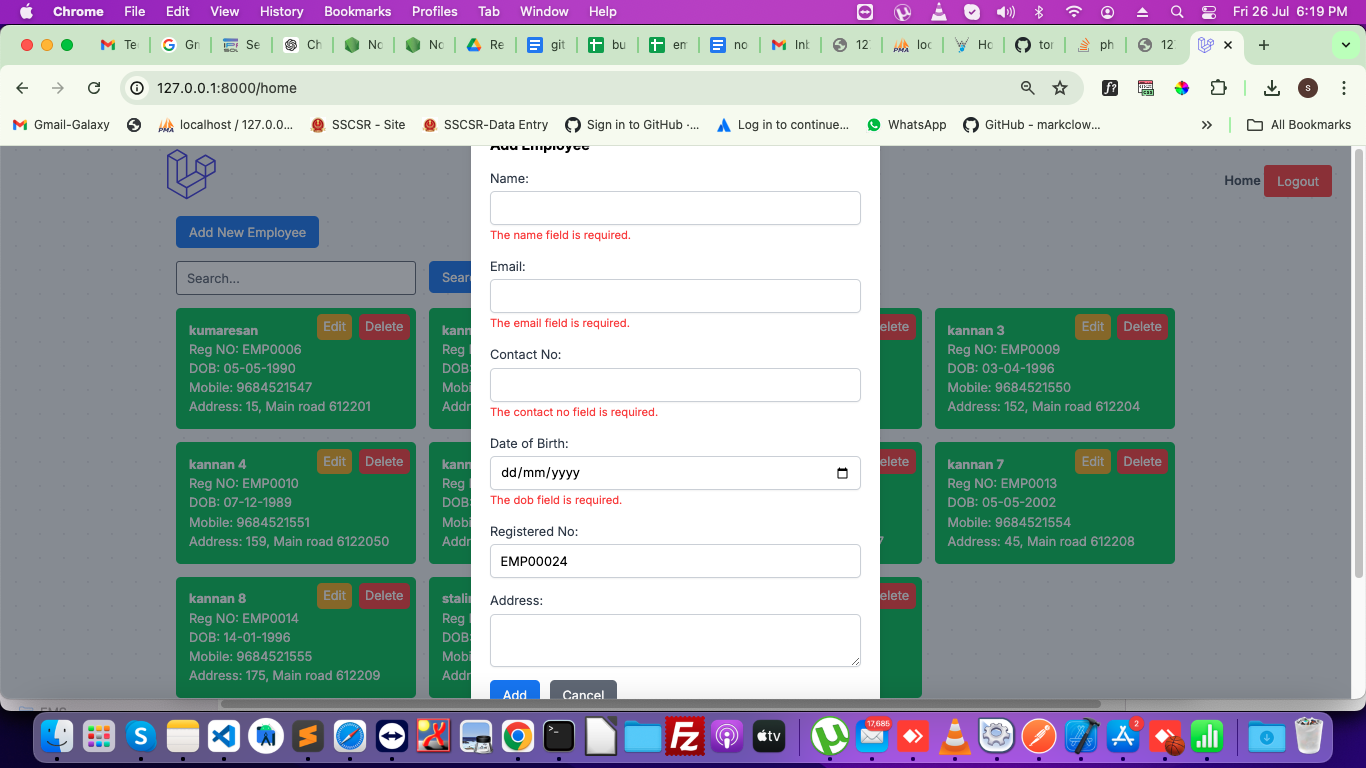 Chrome File Edit View History Bookmarks Profiles Tab Window Help Fri 26 Jul 6:19 PM
Te Gm Se Ch No No Re git bu em no Inb 127 loc Ho tor ph 127
127.0.0.1:8000/home S
Gmail-Galaxy localhost / 127.0.0... SSCSR - Site SSCSR-Data Entry Sign in to GitHub ·... Log in to continue... WhatsApp GitHub - markclow... » All Bookmarks
Home Logout
Add New Employee
Search...
Sear
kumaresan Edit Delete
Reg NO: EMP0006
DOB: 05-05-1990
Mobile: 9684521547
Address: 15, Main road 612201
kann
Reg
DOB:
Mobi
Addr
elete
kannan 3 Edit Delete
Reg NO: EMP0009
DOB: 03-04-1996
Mobile: 9684521550
Address: 152, Main road 612204
kannan 4 Edit Delete
Reg NO: EMP0010
DOB: 07-12-1989
Mobile: 9684521551
Address: 159, Main road 6122050
kann
Reg
DOB:
Mobi
Addr
elete
7
kannan 7 Edit Delete
Reg NO: EMP0013
DOB: 05-05-2002
Mobile: 9684521554
Address: 45, Main road 612208
kannan 8 Edit Delete
Reg NO: EMP0014
DOB: 14-01-1996
Mobile: 9684521555
Address: 175, Main road 612209
stali
Reg
DOB:
Mobi
Addr
elete
Add Employee
Name:
The name field is required.
Email:
The email field is required.
Contact No:
The contact no field is required.
Date of Birth:
dd/mm/yyyy
The dob field is required.
Registered No:
EMP00024
Address:
Add Cancel
tv
17,685
2